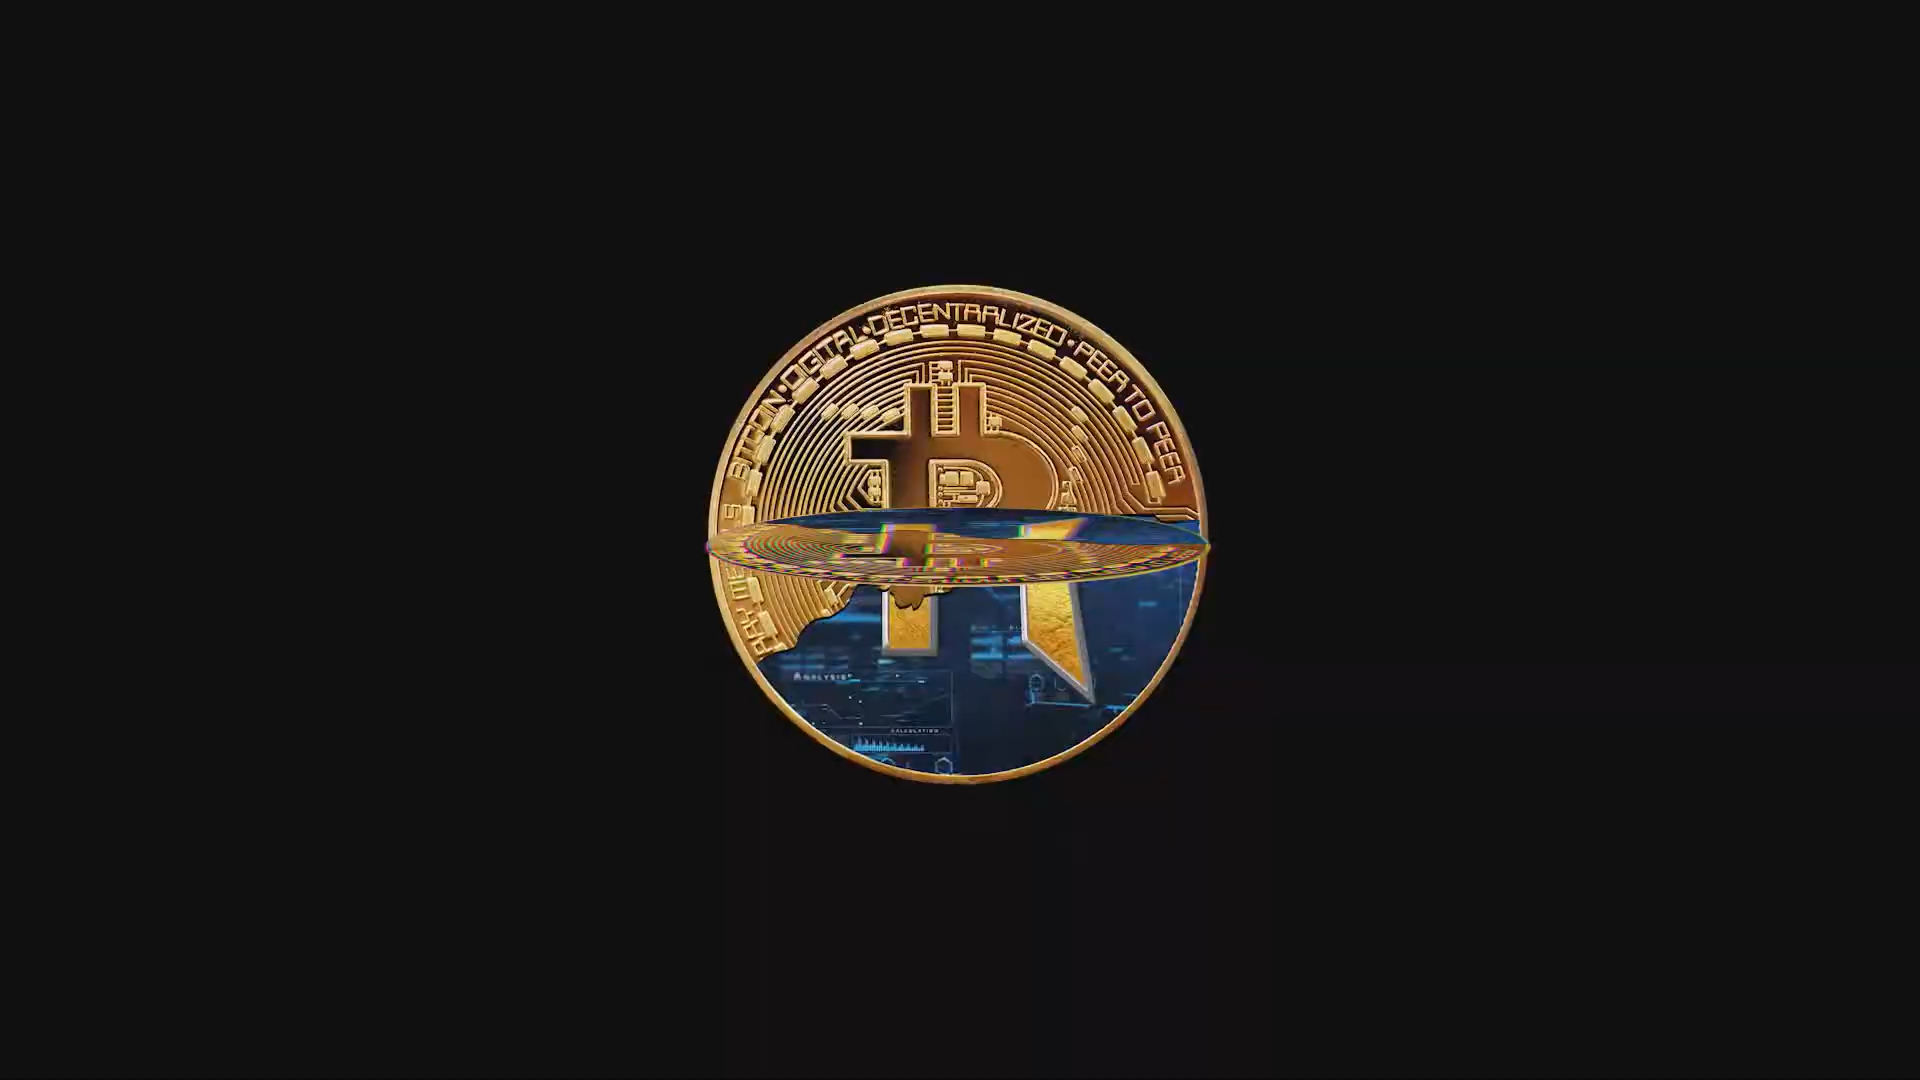 BITCOIN • DIGITAL • DECENTRALIZED • PEER TO PEER
ANALYSIS
CALCULATION